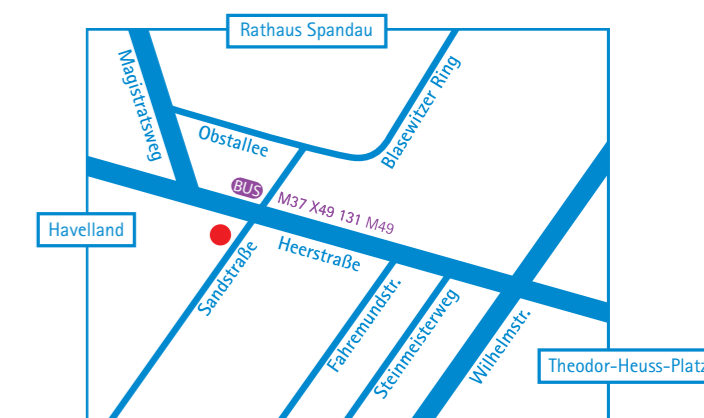 Rathaus Spandau
Magistratsweg
Obstallee
Blasewitzer Ring
BUS
M37 X49 131 M49
Havelland
Sandstraße
Heerstraße
Fahremundstr.
Steinmeisterweg
Wilhelmstr.
Theodor-Heuss-Platz